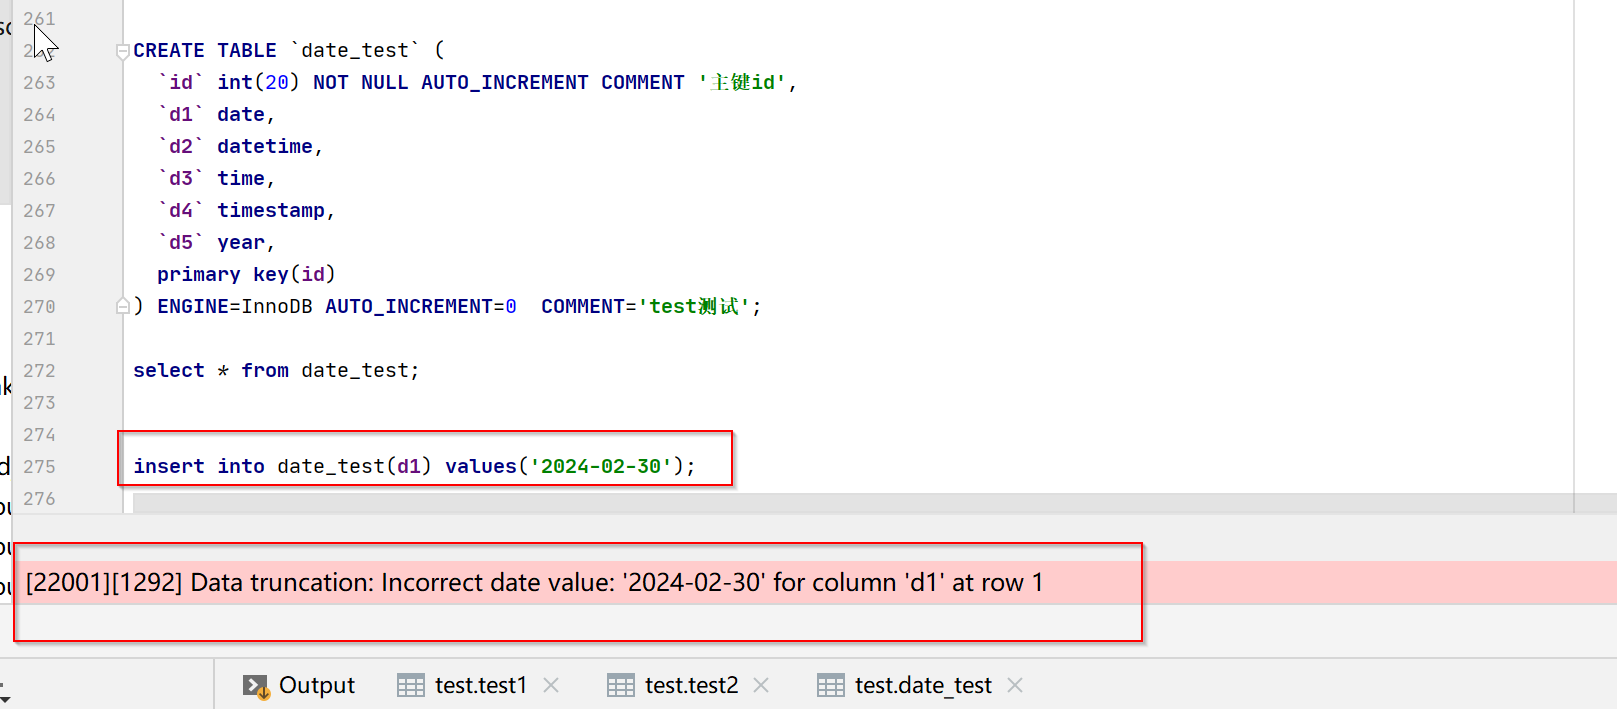 261
CREATE TABLE `date_test` (
263 `id` int(20) NOT NULL AUTO_INCREMENT COMMENT '主键id',
264 `d1` date,
265 `d2` datetime,
266 `d3` time,
267 `d4` timestamp,
268 `d5` year,
269 primary key(id)
270 ) ENGINE=InnoDB AUTO_INCREMENT=0 COMMENT='test测试';
271
272 select * from date_test;
273
274
275 insert into date_test(d1) values('2024-02-30');
276
[22001][1292] Data truncation: Incorrect date value: '2024-02-30' for column 'd1' at row 1
Output test.test1 test.test2 test.date_test